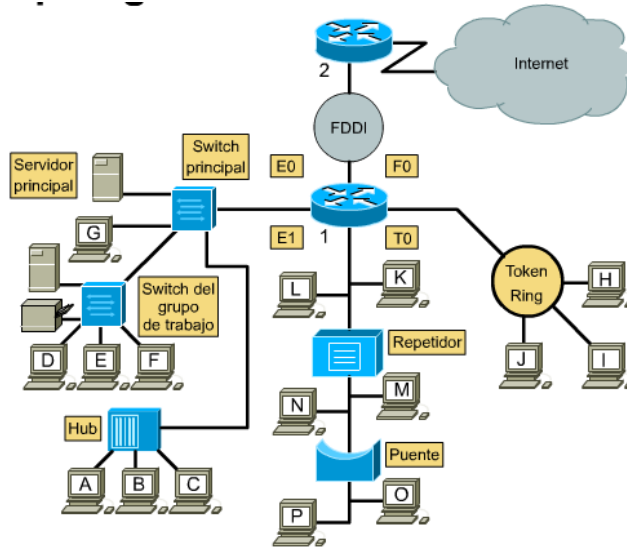 2
Internet
FDDI
Switch
principal
Servidor
principal
E0
F0
G
E1
1
T0
L
K
Token
Ring
H
Switch del
grupo
de trabajo
D
E
F
Repetidor
J
I
N
M
Hub
Puente
A
B
C
P
O